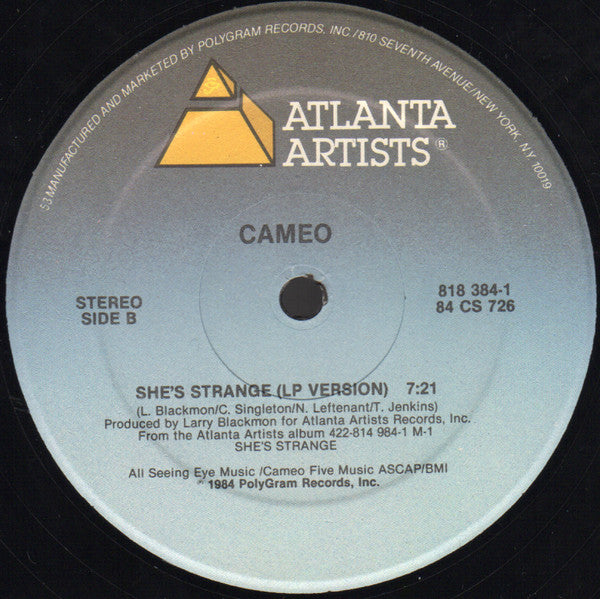 53 MANUFACTURED AND MARKETED BY POLYGRAM RECORDS, INC /810 SEVENTH AVENUE/NEW YORK, NY 10019
ATLANTA
ARTISTS®
CAMEO
STEREO
SIDE B
818 384-1
84 CS 726
SHE'S STRANGE (LP VERSION) 7:21
(L. Blackmon/C. Singleton/N. Leftenant/T. Jenkins)
Produced by Larry Blackmon for Atlanta Artists Records, Inc.
From the Atlanta Artists album 422-814 984-1 M-1
SHE'S STRANGE
All Seeing Eye Music /Cameo Five Music ASCAP/BMI
℗ 1984 PolyGram Records, Inc.